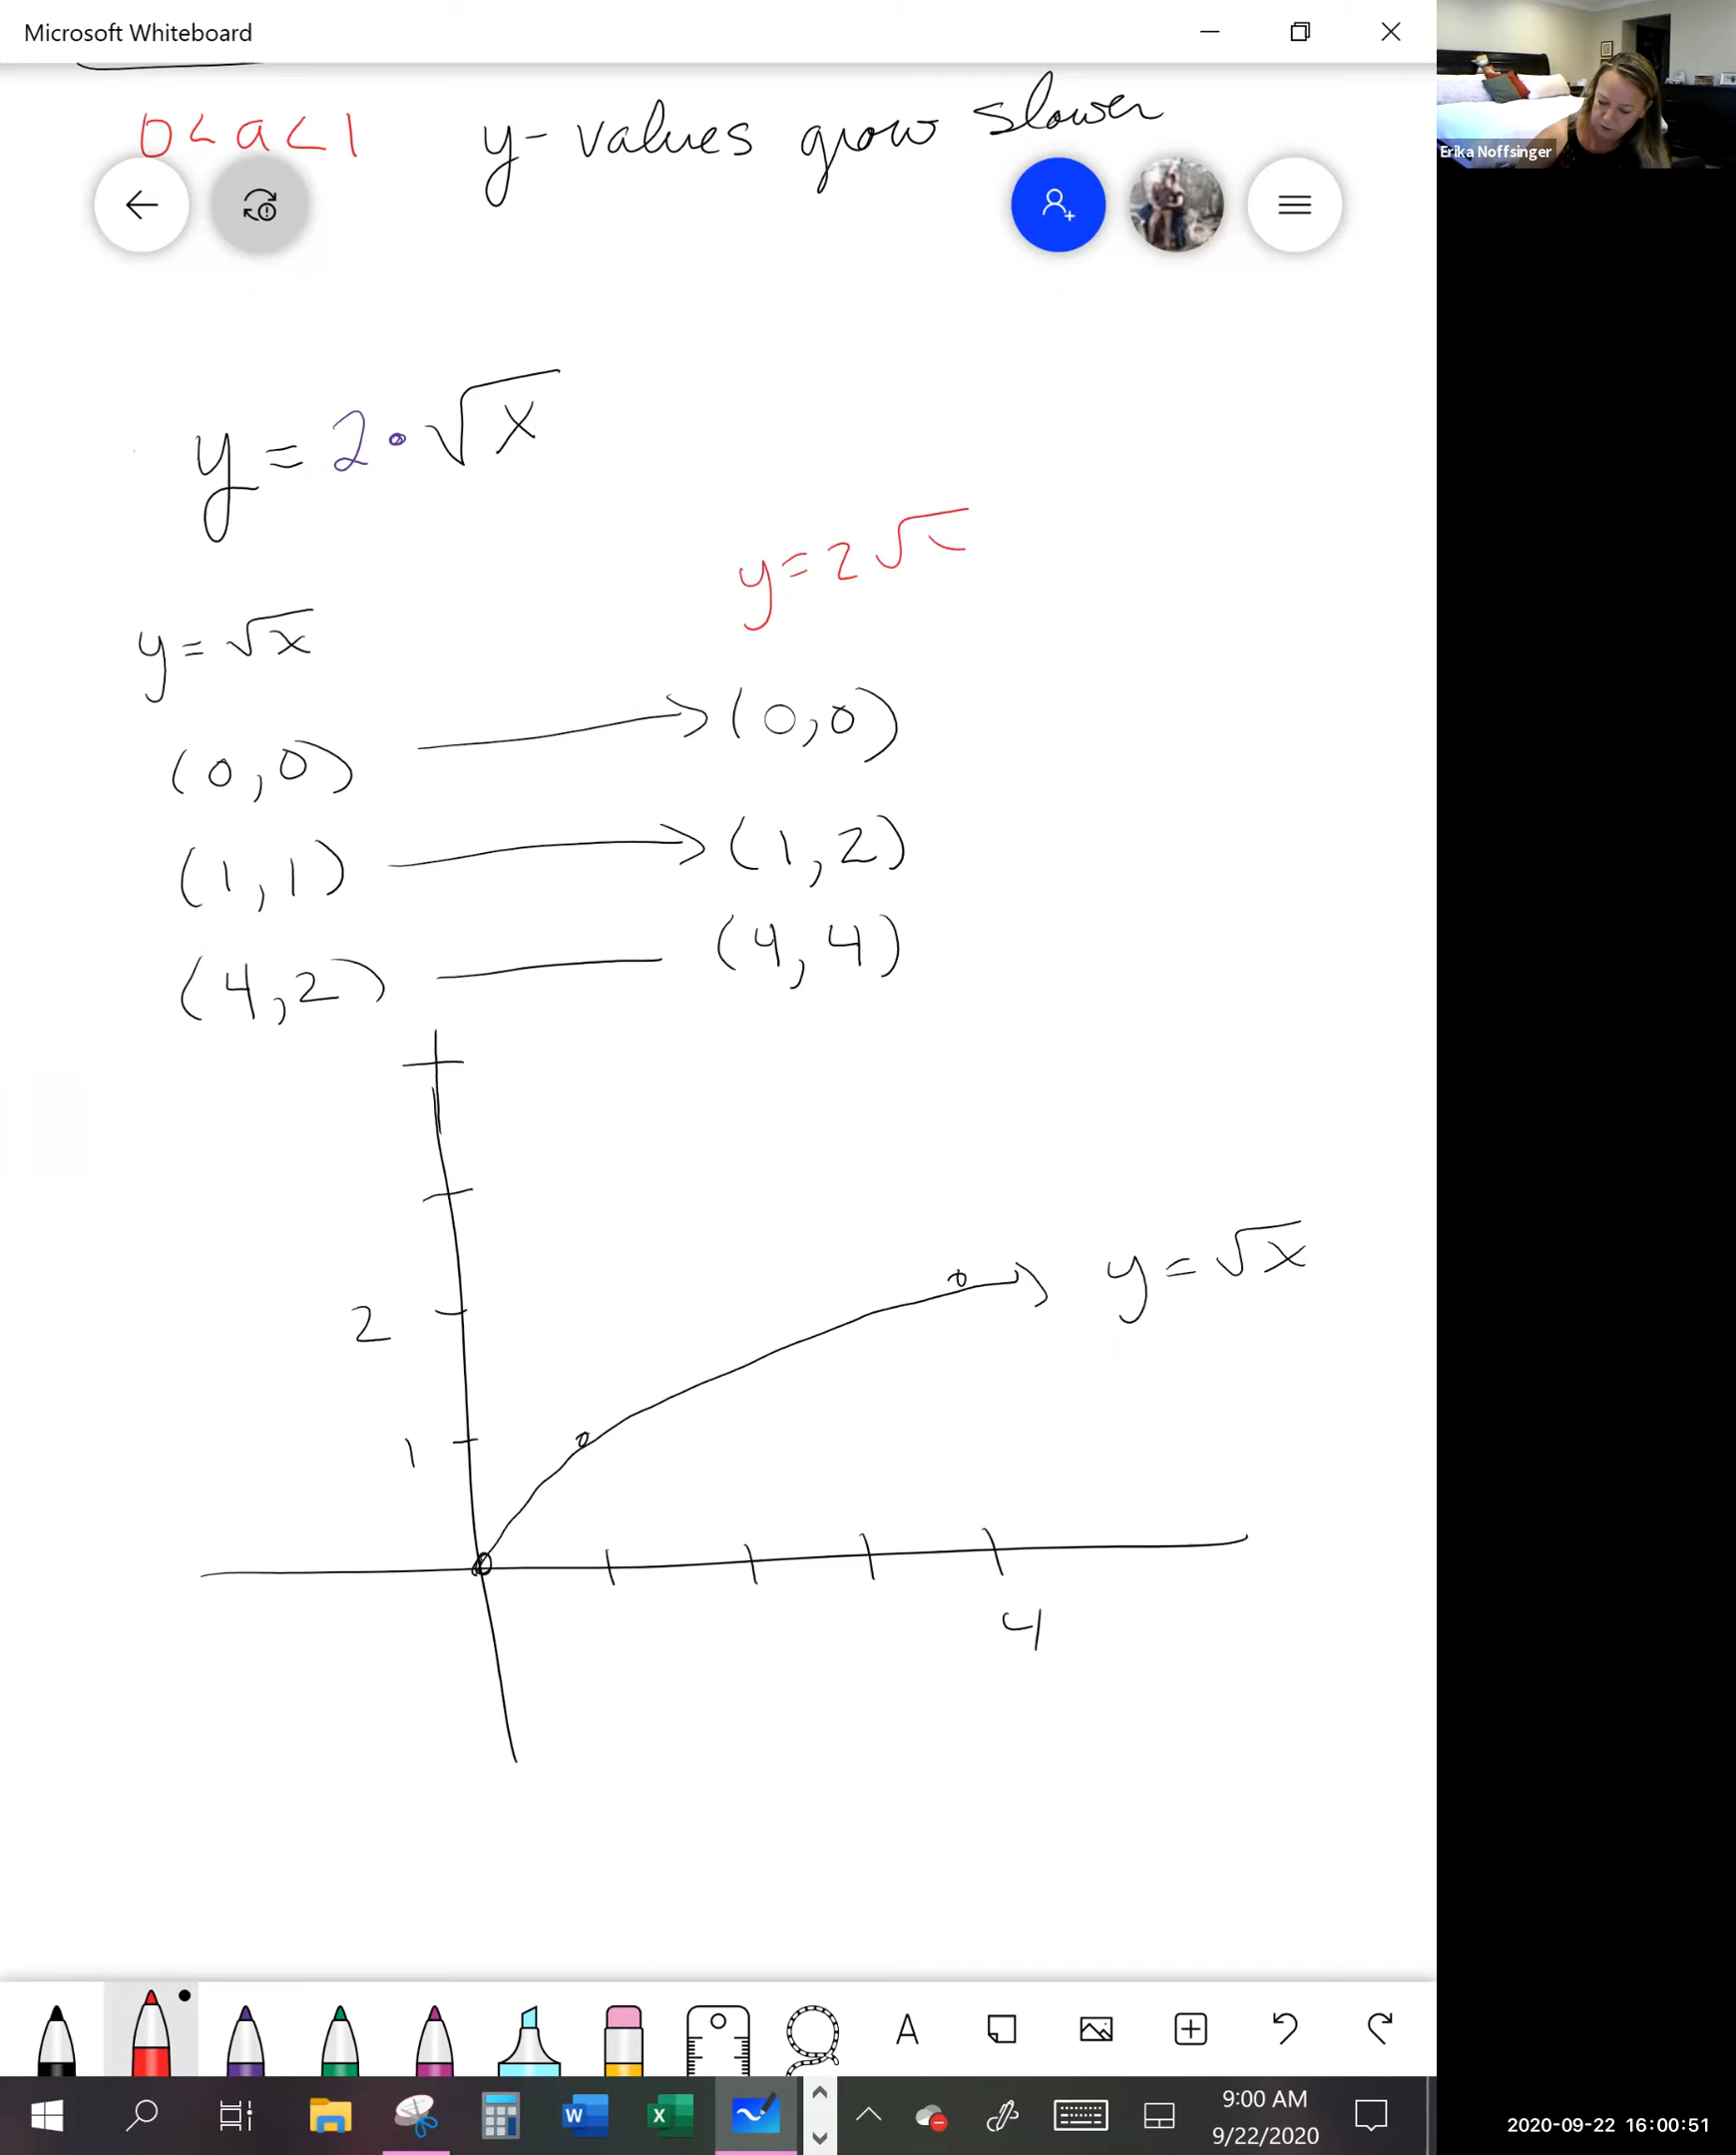 Microsoft Whiteboard
Erika Noffsinger
0 < a < 1 y-values grow slower
y = 2 · √x
y = 2√
y = √x
(0,0) → (0,0)
(1,1) → (1,2)
(4,2) — (4,4)
y = √x
2
1
4
A
W
X
9:00 AM
9/22/2020
2020-09-22 16:00:51